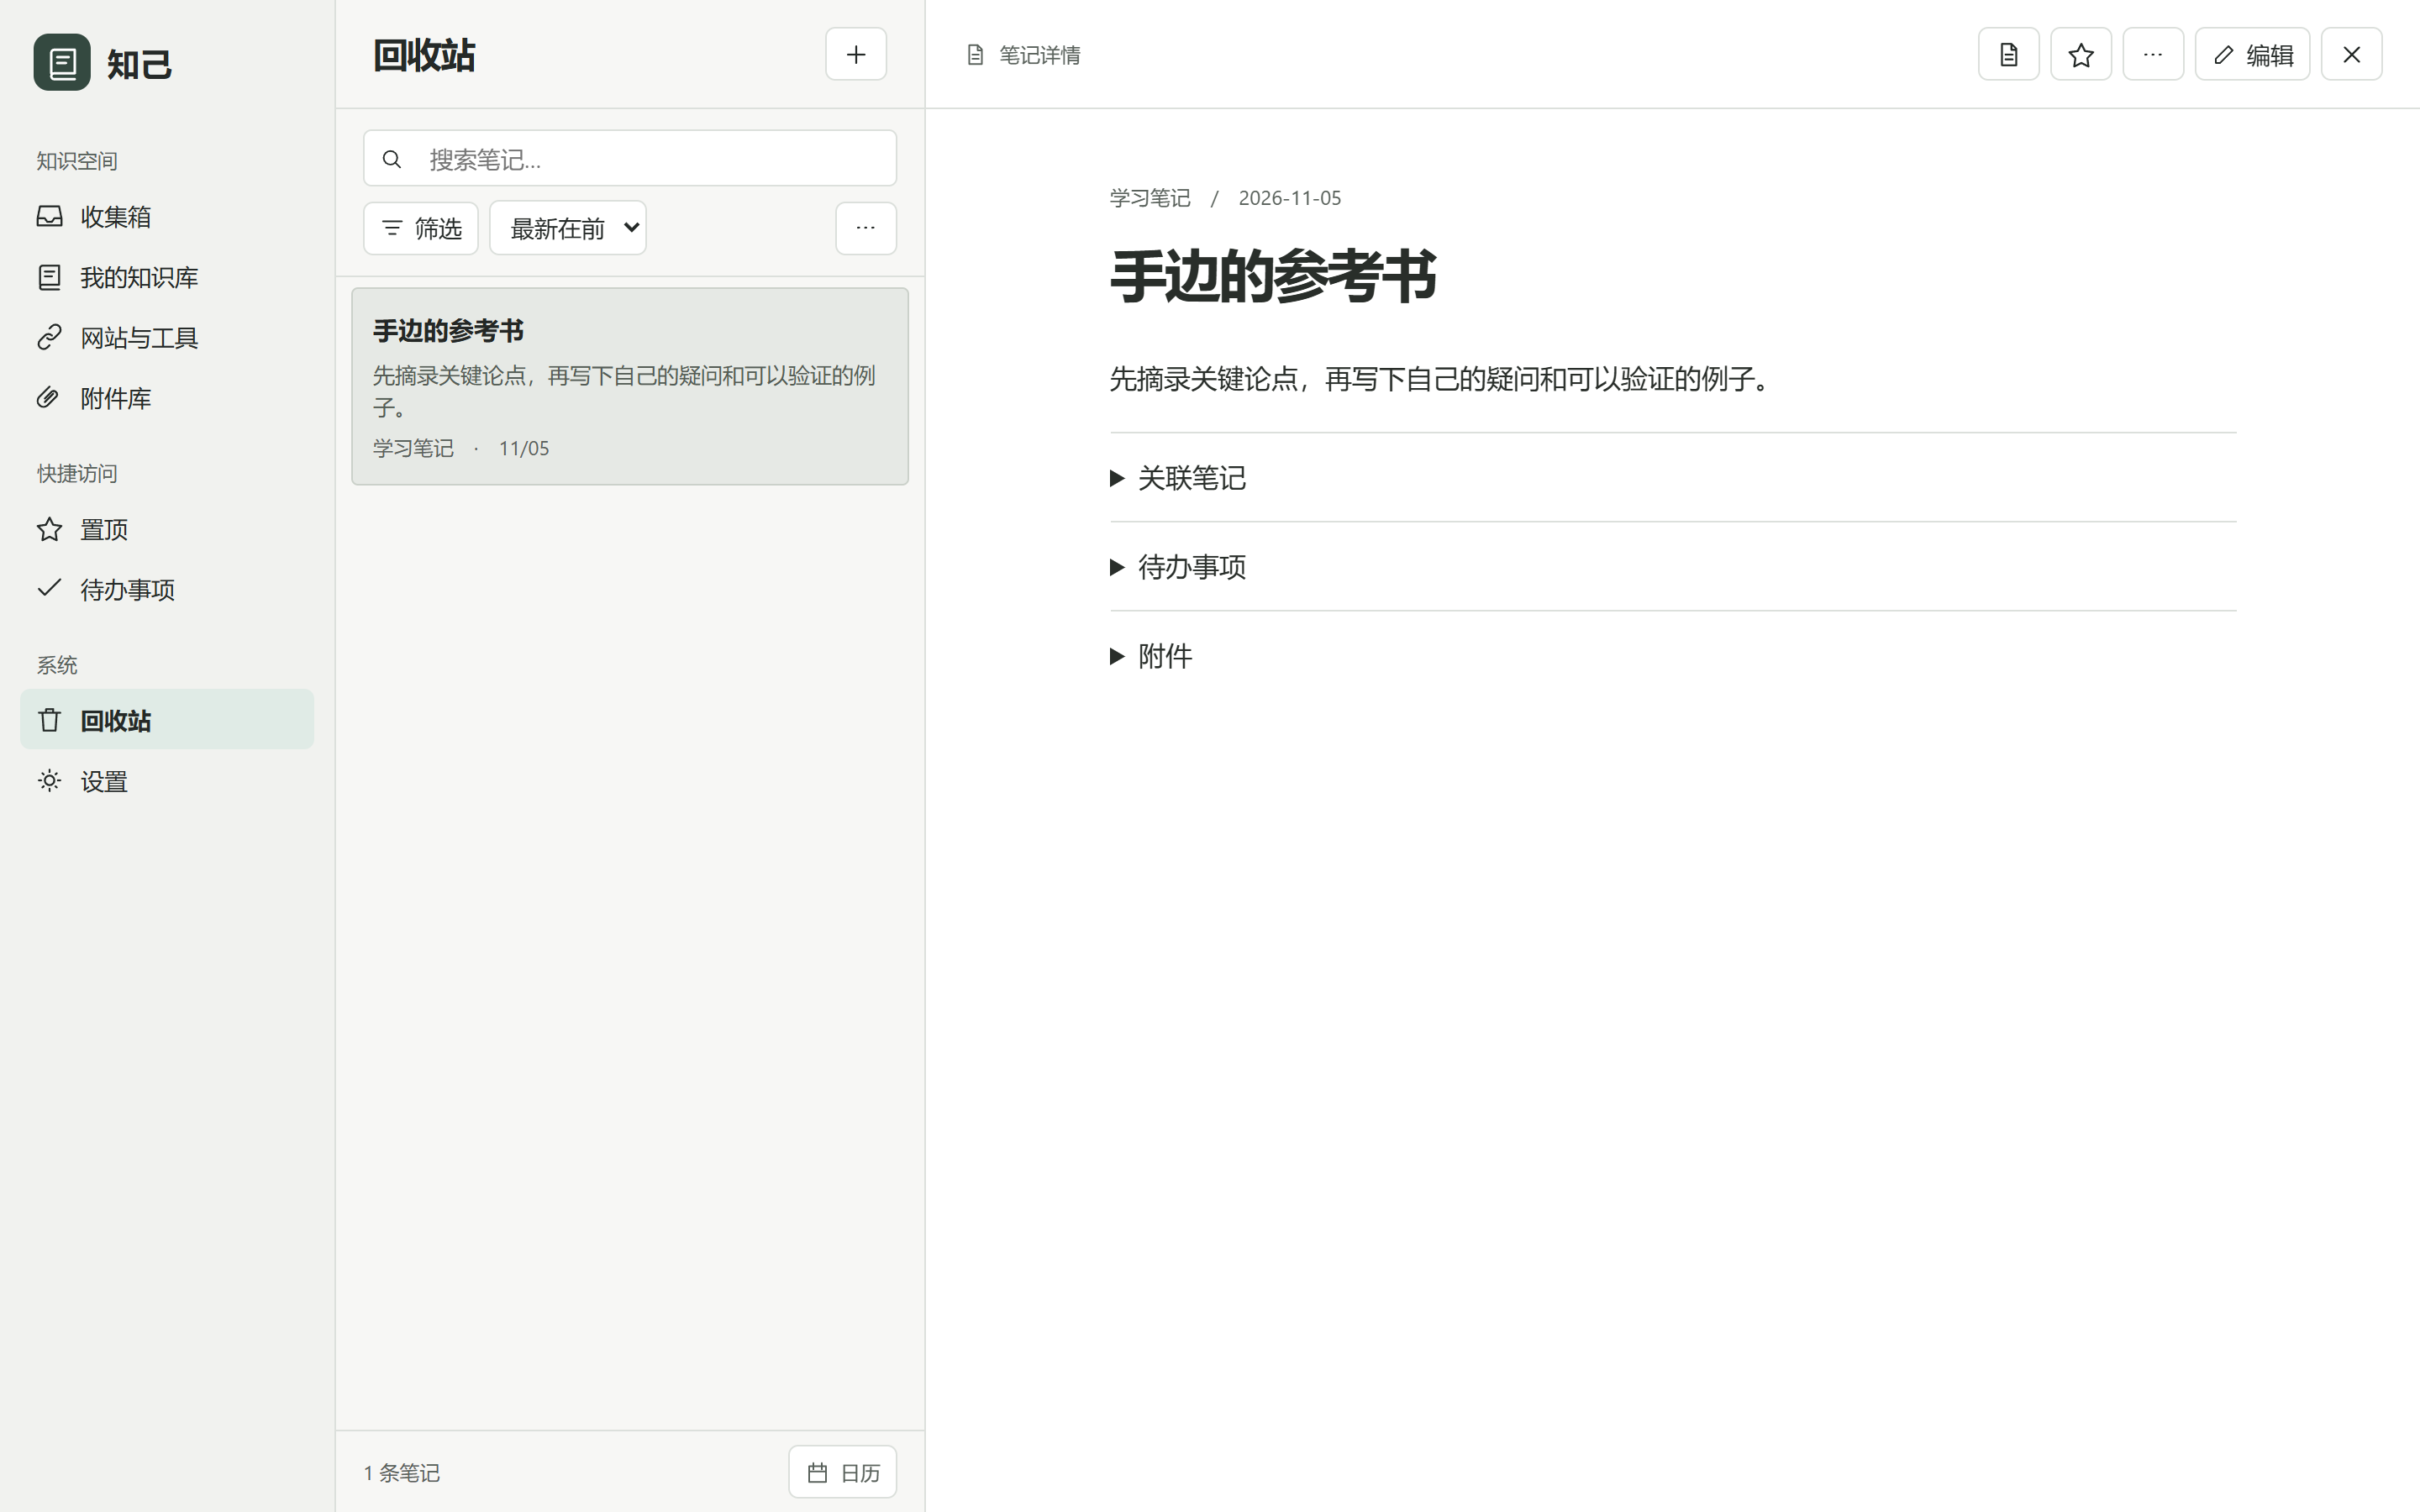 知己
知识空间
收集箱
我的知识库
网站与工具
附件库
快捷访问
置顶
待办事项
系统
回收站
设置
回收站
搜索笔记...
筛选
最新在前
手边的参考书
先摘录关键论点，再写下自己的疑问和可以验证的例
子。
学习笔记 · 11/05
1 条笔记
日历
笔记详情
编辑
学习笔记 / 2026-11-05
手边的参考书
先摘录关键论点，再写下自己的疑问和可以验证的例子。
关联笔记
待办事项
附件